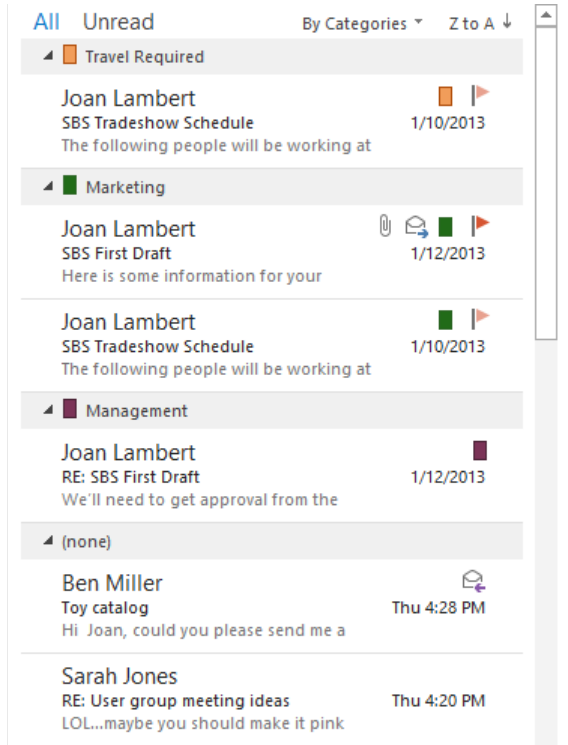 All Unread By Categories Z to A
Travel Required
Joan Lambert
SBS Tradeshow Schedule 1/10/2013
The following people will be working at
Marketing
Joan Lambert
SBS First Draft 1/12/2013
Here is some information for your
Joan Lambert
SBS Tradeshow Schedule 1/10/2013
The following people will be working at
Management
Joan Lambert
RE: SBS First Draft 1/12/2013
We'll need to get approval from the
(none)
Ben Miller
Toy catalog Thu 4:28 PM
Hi Joan, could you please send me a
Sarah Jones
RE: User group meeting ideas Thu 4:20 PM
LOL...maybe you should make it pink